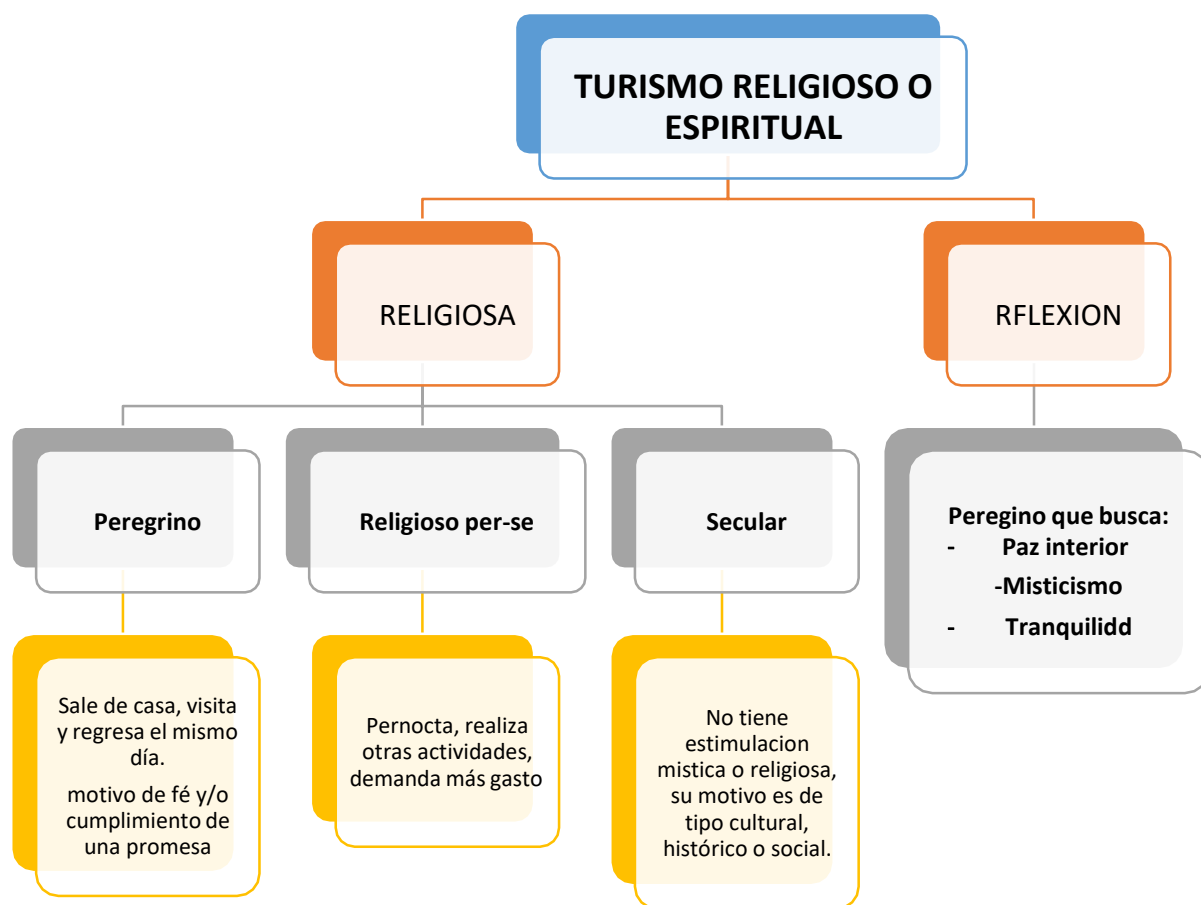 TURISMO RELIGIOSO O
ESPIRITUAL
RELIGIOSA
RFLEXION
Peregrino
Religioso per-se
Secular
Peregino que busca:
- Paz interior
-Misticismo
- Tranquilidd
Sale de casa, visita
y regresa el mismo
día.
motivo de fé y/o
cumplimiento de
una promesa
Pernocta, realiza
otras actividades,
demanda más gasto
No tiene
estimulacion
mistica o religiosa,
su motivo es de
tipo cultural,
histórico o social.